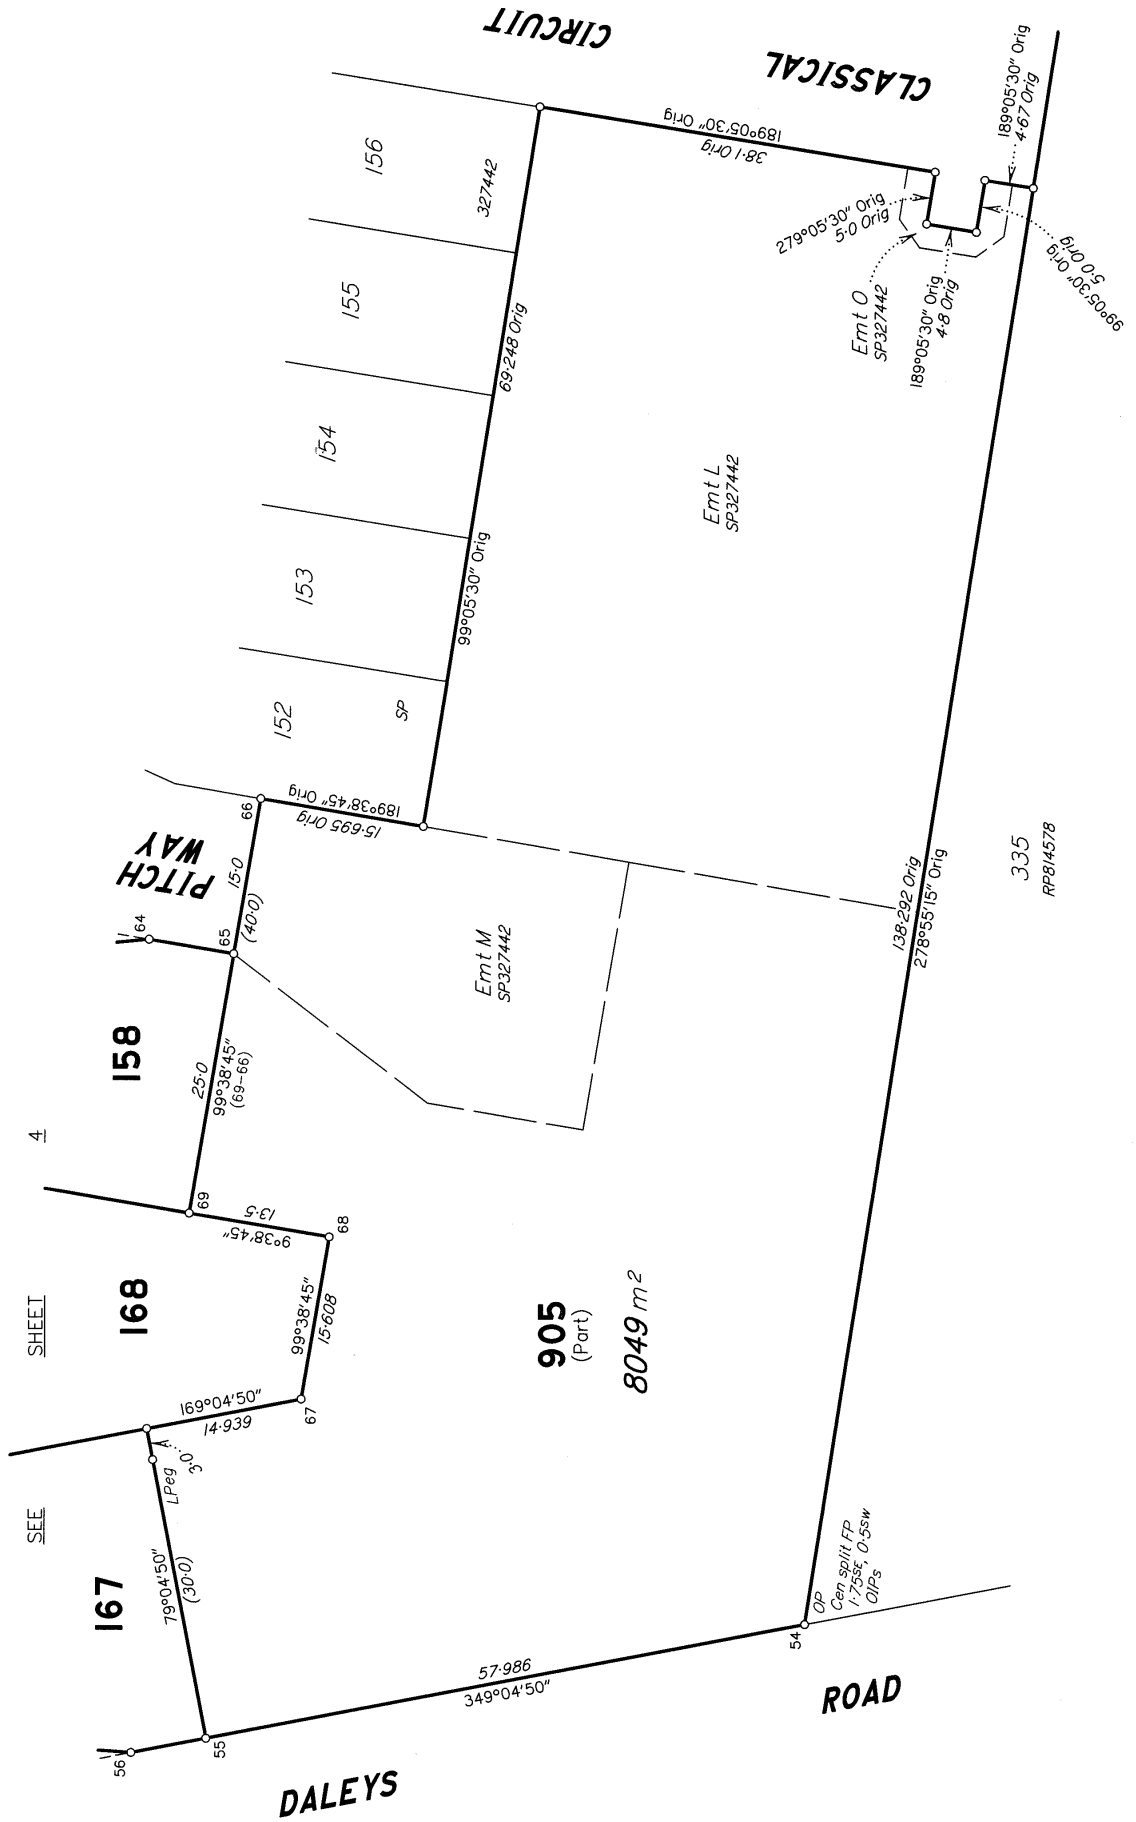 CLASSICAL
CIRCUIT
156
155
154
153
152
SP
327442
189°05'30" Orig
38·1 Orig
279°05'30" Orig
5·0 Orig
189°05'30" Orig
4·8 Orig
99°05'30" Orig
5·0 Orig
189°05'30" Orig
4·67 Orig
Emt O
SP327442
69·248 Orig
99°05'30" Orig
Emt L
SP327442
189°38'45" Orig
15·695 Orig
66
PITCH
WAY
15·0
(40·0)
64
1
65
Emt M
SP327442
158
25·0
99°38'45"
(69-66)
138·292 Orig
278°55'15" Orig
335
RP814578
SEE
SHEET
4
69
13·5
9°38'45"
68
168
99°38'45"
15·608
67
169°04'50"
14·939
3·0
LPeg
905
(Part)
8049 m²
167
79°04'50"
(30·0)
56
1
55
57·986
349°04'50"
54
OP
Cen split FP
1·75SE, 0·5SW
OIPs
DALEYS
ROAD